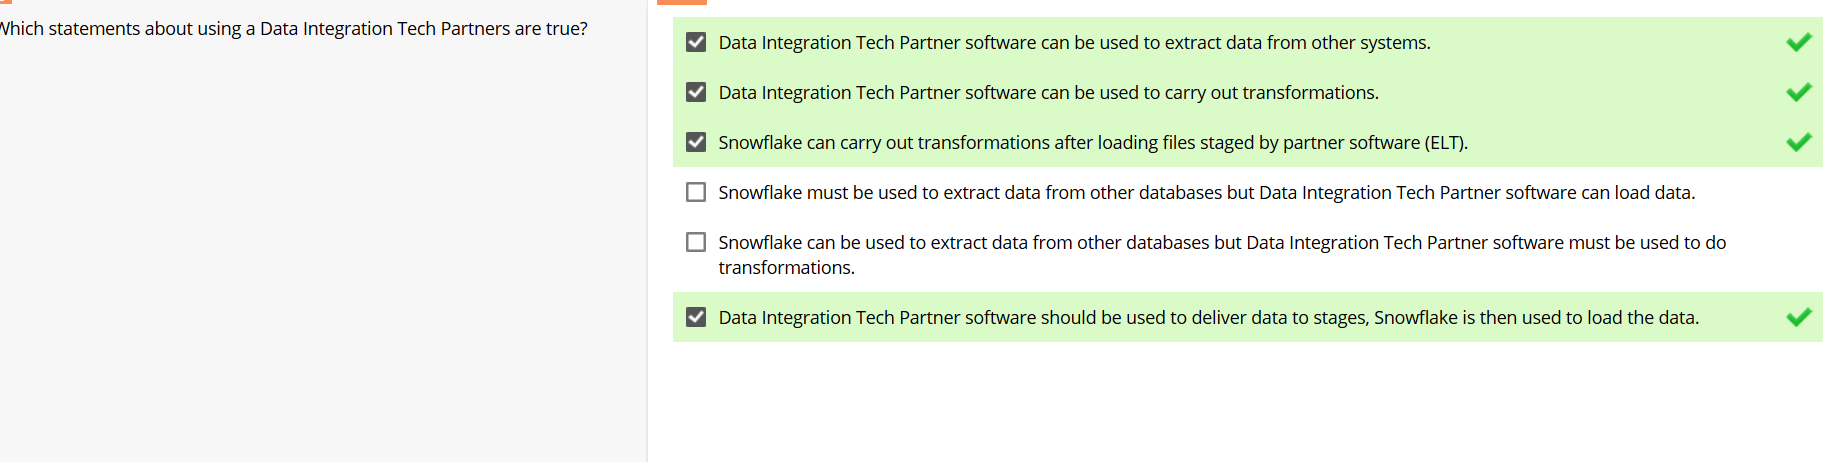 Which statements about using a Data Integration Tech Partners are true?
Data Integration Tech Partner software can be used to extract data from other systems.
Data Integration Tech Partner software can be used to carry out transformations.
Snowflake can carry out transformations after loading files staged by partner software (ELT).
Snowflake must be used to extract data from other databases but Data Integration Tech Partner software can load data.
Snowflake can be used to extract data from other databases but Data Integration Tech Partner software must be used to do
transformations.
Data Integration Tech Partner software should be used to deliver data to stages, Snowflake is then used to load the data.